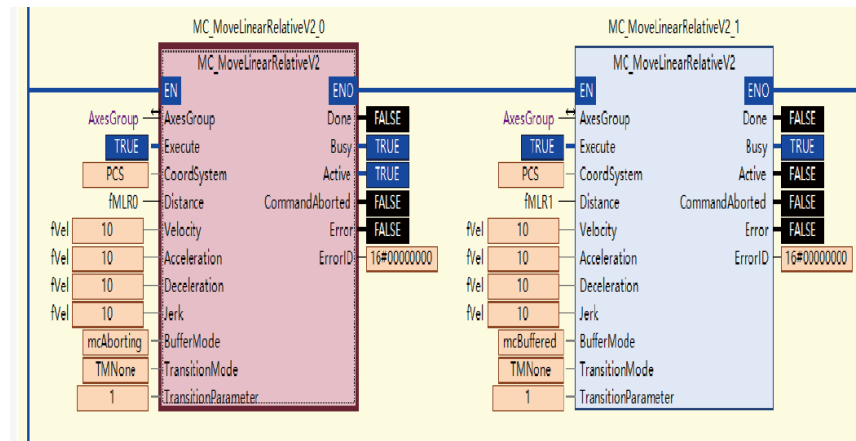 MC_MoveLinearRelativeV2_0
MC_MoveLinearRelativeV2
EN ENO
AxesGroup AxesGroup Done FALSE
TRUE Execute Busy TRUE
PCS CoordSystem Active TRUE
fMLR0 Distance CommandAborted FALSE
fVel 10 Velocity Error FALSE
fVel 10 Acceleration ErrorID 16#00000000
fVel 10 Deceleration
fVel 10 Jerk
mcAborting BufferMode
TMNone TransitionMode
1 TransitionParameter
MC_MoveLinearRelativeV2_1
MC_MoveLinearRelativeV2
EN ENO
AxesGroup AxesGroup Done FALSE
TRUE Execute Busy TRUE
PCS CoordSystem Active FALSE
fMLR1 Distance CommandAborted FALSE
fVel 10 Velocity Error FALSE
fVel 10 Acceleration ErrorID 16#00000000
fVel 10 Deceleration
fVel 10 Jerk
mcBuffered BufferMode
TMNone TransitionMode
1 TransitionParameter